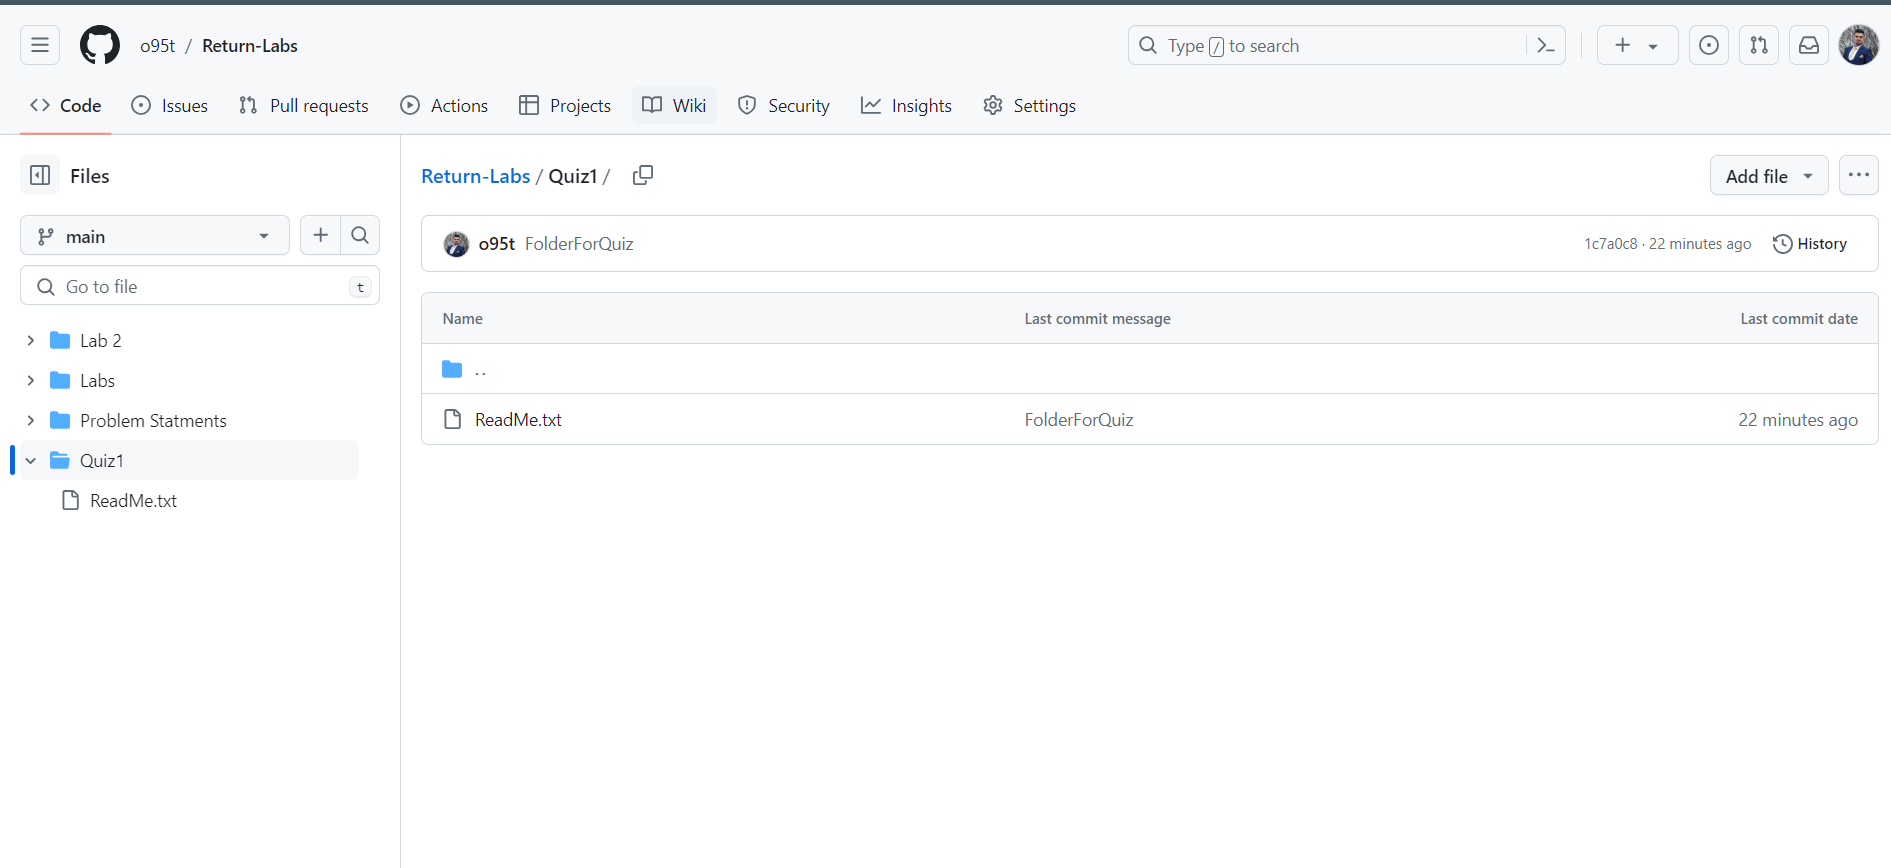 o95t / Return-Labs
Type / to search
Code Issues Pull requests Actions Projects Wiki Security Insights Settings
Files
main
Go to file t
Lab 2
Labs
Problem Statments
Quiz1
ReadMe.txt
Return-Labs / Quiz1 /
Add file
o95t FolderForQuiz 1c7a0c8 · 22 minutes ago History
Name Last commit message Last commit date
..
ReadMe.txt FolderForQuiz 22 minutes ago